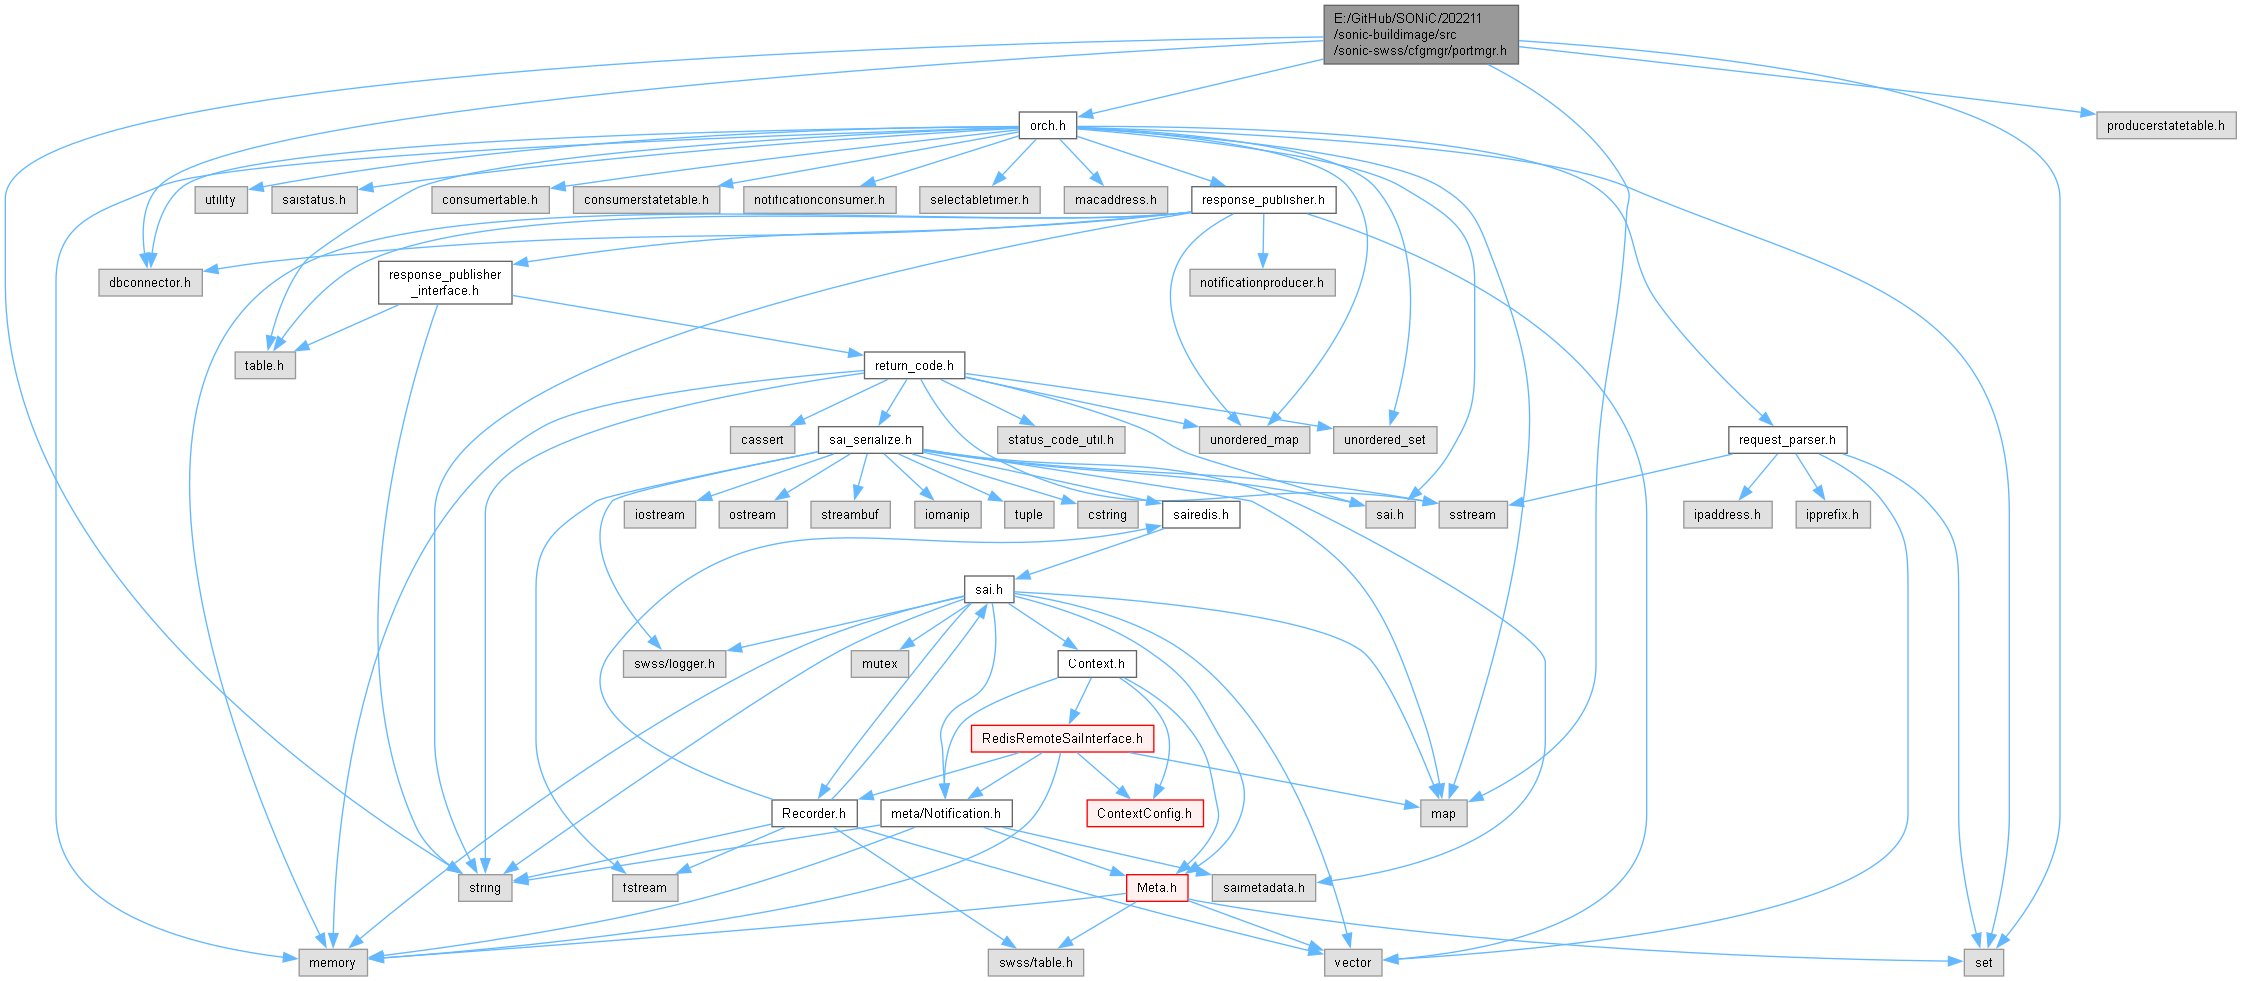 E:/GitHub/SONiC/202211
/sonic-buildimage/src
/sonic-swss/cfgmgr/portmgr.h
orch.h
producerstatetable.h
utility
saistatus.h
consumertable.h
consumerstatetable.h
notificationconsumer.h
selectabletimer.h
macaddress.h
response_publisher.h
dbconnector.h
response_publisher
_interface.h
notificationproducer.h
table.h
return_code.h
cassert
sai_serialize.h
status_code_util.h
unordered_map
unordered_set
request_parser.h
iostream
ostream
streambuf
iomanip
tuple
cstring
sairedis.h
sai.h
sstream
ipaddress.h
ipprefix.h
sai.h
swss/logger.h
mutex
Context.h
RedisRemoteSaiInterface.h
Recorder.h
meta/Notification.h
ContextConfig.h
map
string
fstream
Meta.h
saimetadata.h
memory
swss/table.h
vector
set